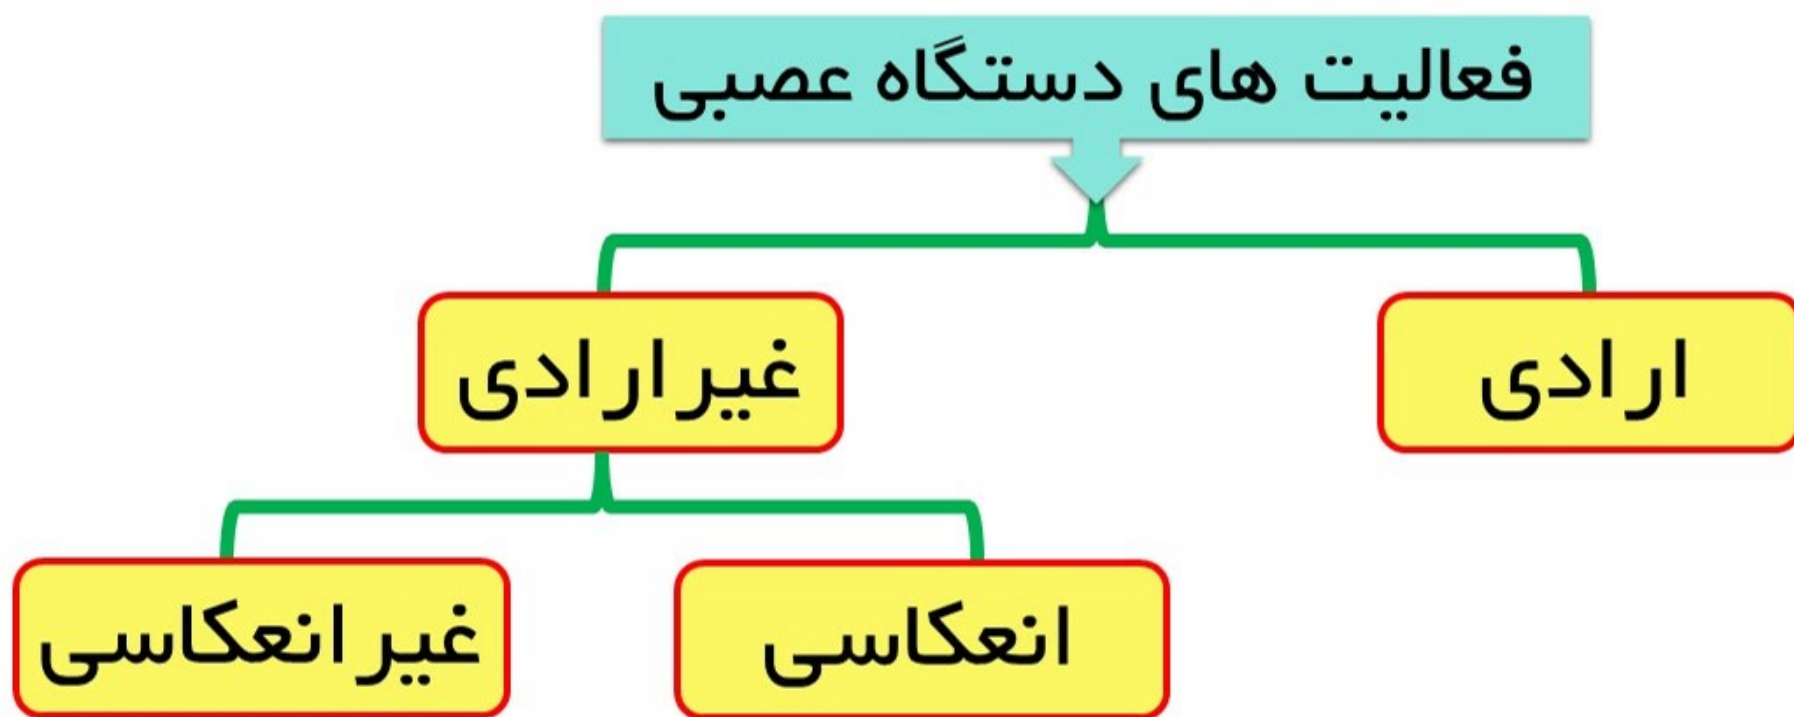 فعالیت های دستگاه عصبی
ارادی
غیرارادی
انعکاسی
غیرانعکاسی